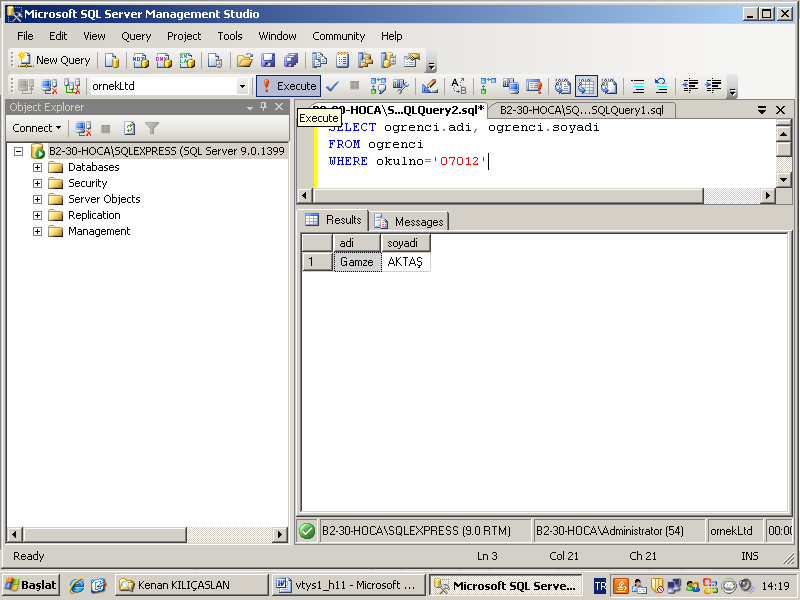 Microsoft SQL Server Management Studio
File Edit View Query Project Tools Window Community Help
New Query
ornekLtd Execute
Object Explorer
Connect
B2-30-HOCA\SQLEXPRESS (SQL Server 9.0.1399
Databases
Security
Server Objects
Replication
Management
B2-30-HOCA\S...QLQuery2.sql* B2-30-HOCA\SQ...SQLQuery1.sql
Execute
SELECT ogrenci.adi, ogrenci.soyadi
FROM ogrenci
WHERE okulno='07012'
Results Messages
adi soyadi
1 Gamze AKTAŞ
B2-30-HOCA\SQLEXPRESS (9.0 RTM) B2-30-HOCA\Administrator (54) ornekLtd 00:00
Ready Ln 3 Col 21 Ch 21 INS
Başlat Kenan KILIÇASLAN vtys1_h11 - Microsoft ... Microsoft SQL Serve... TR 14:19